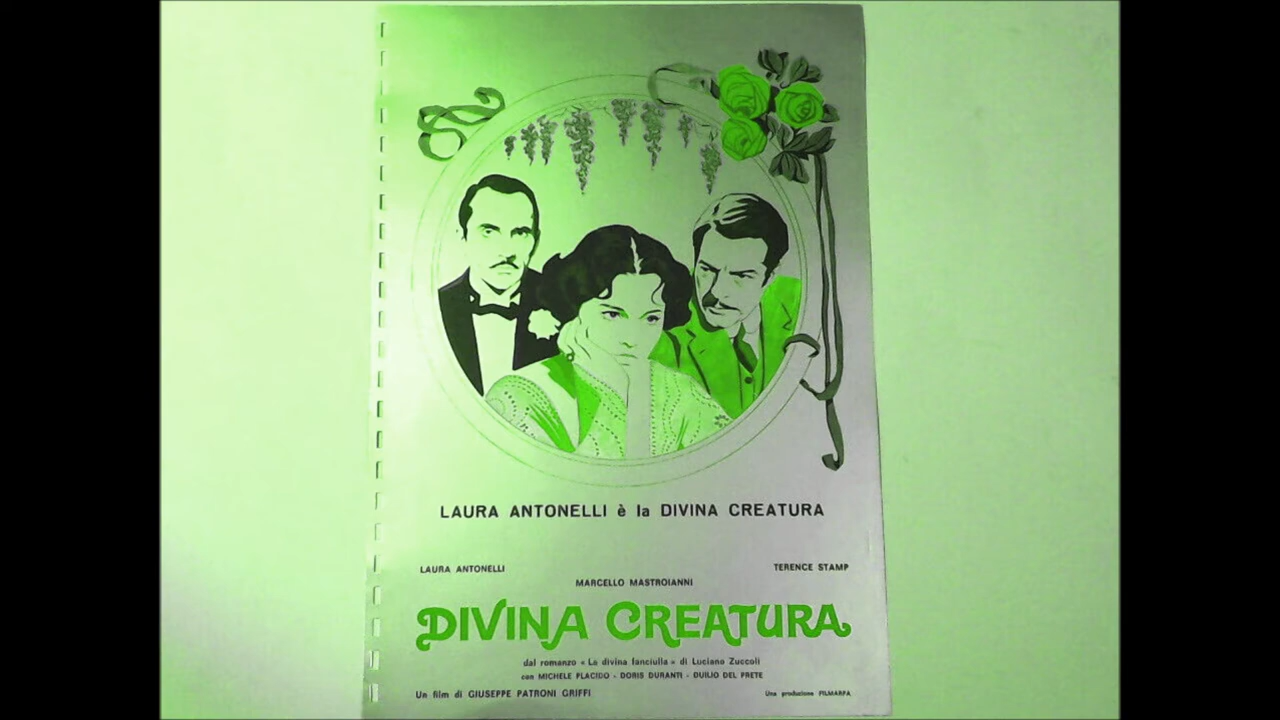 LAURA ANTONELLI è la DIVINA CREATURA
LAURA ANTONELLI
TERENCE STAMP
MARCELLO MASTROIANNI
DIVINA CREATURA
dal romanzo « La divina fanciulla » di Luciano Zuccoli
con MICHELE PLACIDO - DORIS DURANTI - DUILIO DEL PRETE
Un film di GIUSEPPE PATRONI GRIFFI
Una produzione FILMARPA